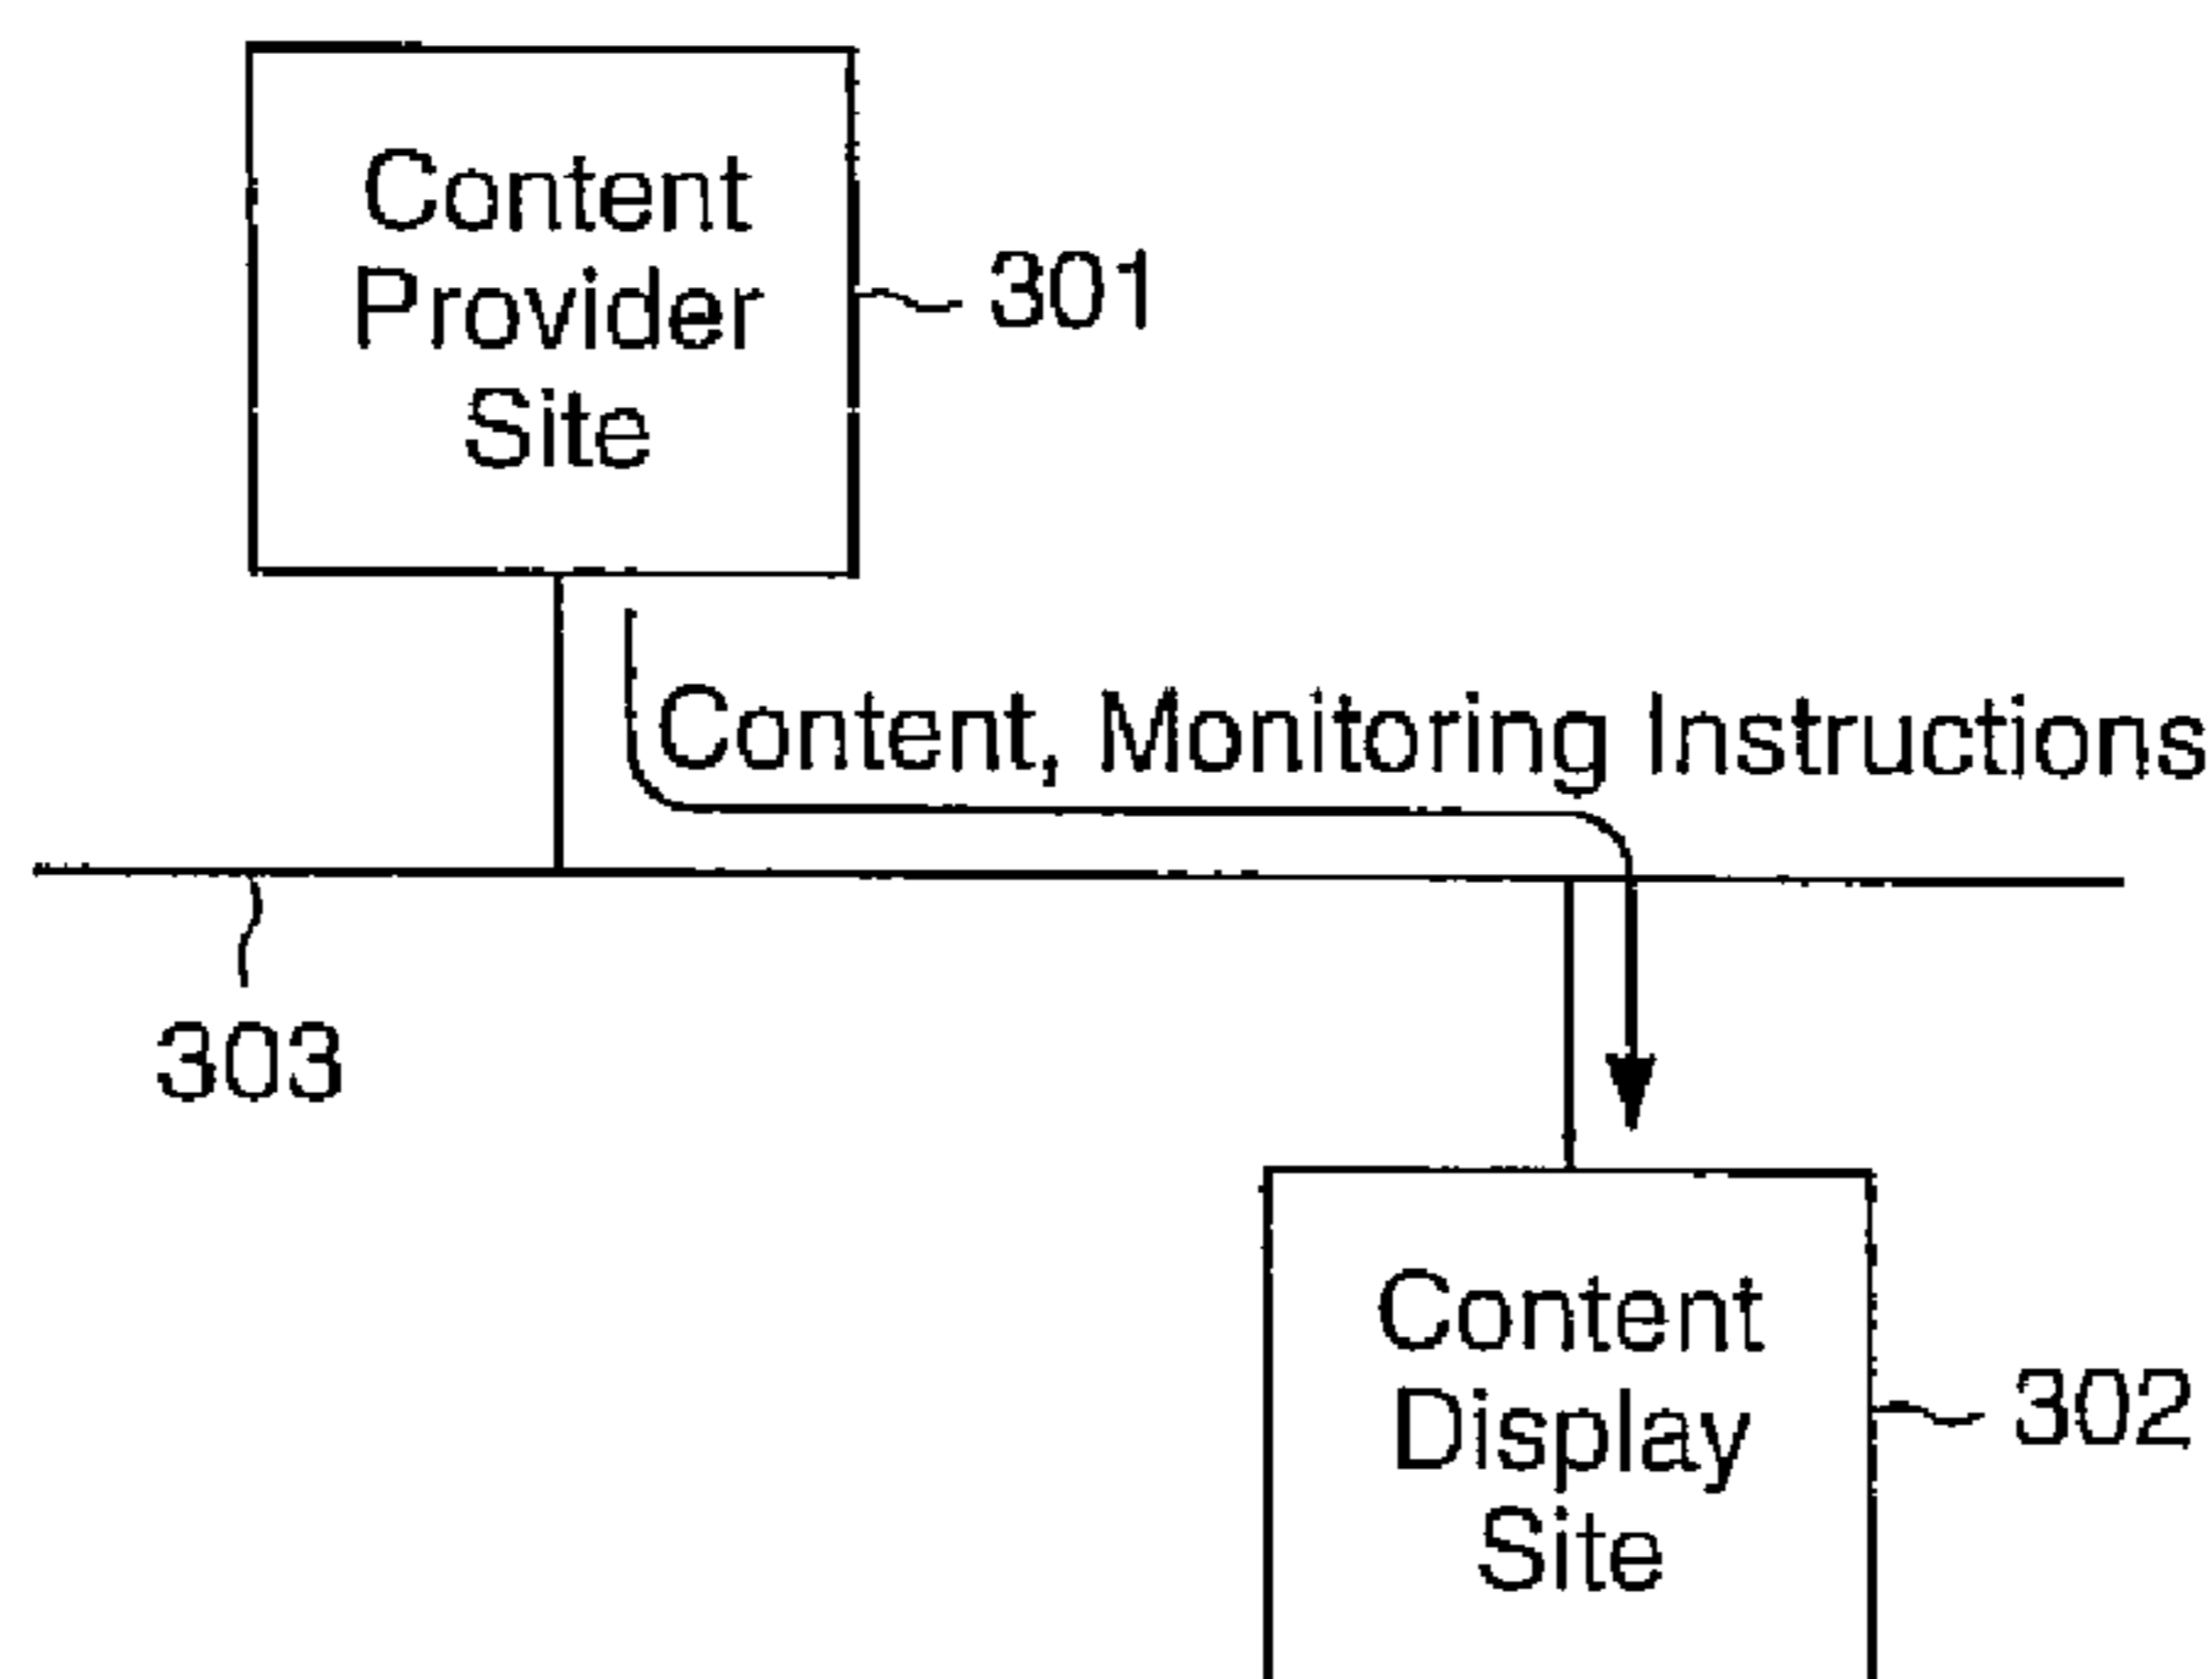 Content
Provider
Site
301
Content, Monitoring Instructions
303
Content
Display
Site
302